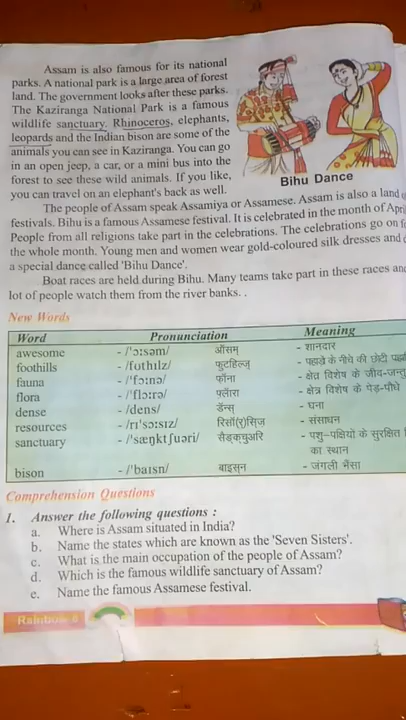 Assam is also famous for its national
parks. A national park is a large area of forest
land. The government looks after these parks.
The Kaziranga National Park is a famous
wildlife sanctuary. Rhinoceros, elephants,
leopards and the Indian bison are some of the
animals you can see in Kaziranga. You can go
in an open jeep, a car, or a mini bus into the
forest to see these wild animals. If you like,
you can travel on an elephant's back as well.
Bihu Dance
The people of Assam speak Assamiya or Assamese. Assam is also a land
festivals. Bihu is a famous Assamese festival. It is celebrated in the month of
People from all religions take part in the celebrations. The celebrations go on
the whole month. Young men and women wear gold-coloured silk dresses and
a special dance called 'Bihu Dance'.
Boat races are held during Bihu. Many teams take part in these races and
lot of people watch them from the river banks. .
New Words
Word Pronunciation Meaning
awesome - /'ɔːsəm/ ऑसम् - शानदार
foothills - /fʊthɪlz/ फुटहिल्ज़ - पहाड़ के नीचे की छोटी
fauna - /'fɔːnə/ फॉना - क्षेत्र विशेष के जीव-जन्तु
flora - /'flɔːrə/ फ्लॉरा - क्षेत्र विशेष के पेड़-पौधे
dense - /dens/ डेन्स् - घना
resources - /rɪ'sɔːsɪz/ रिसॉ(र्)सिज़ - संसाधन
sanctuary - /'sæŋktʃuəri/ सैङ्क्चुअरि - पशु-पक्षियों के सुरक्षित
का स्थान
bison - /'baɪsn/ बाइसॅन - जंगली भैंसा
Comprehension Questions
I. Answer the following questions :
a. Where is Assam situated in India?
b. Name the states which are known as the 'Seven Sisters'.
c. What is the main occupation of the people of Assam?
d. Which is the famous wildlife sanctuary of Assam?
e. Name the famous Assamese festival.